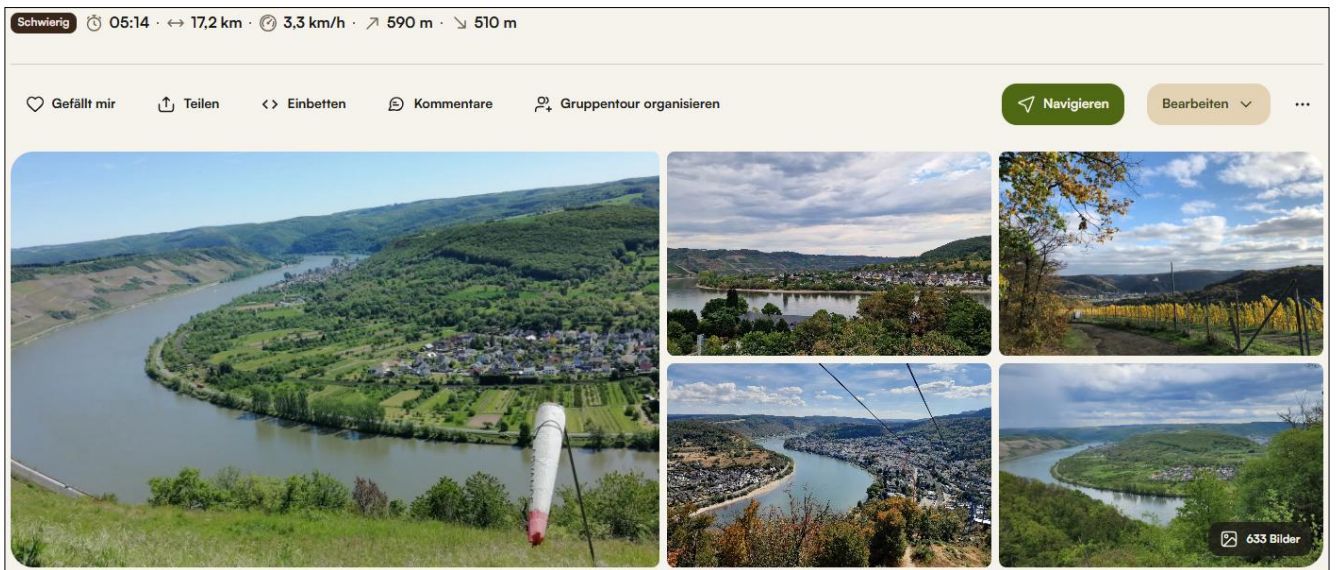 Schwierig 05:14 · 17,2 km · 3,3 km/h · 590 m · 510 m
Gefällt mir Teilen Einbetten Kommentare Gruppentour organisieren Navigieren Bearbeiten
633 Bilder